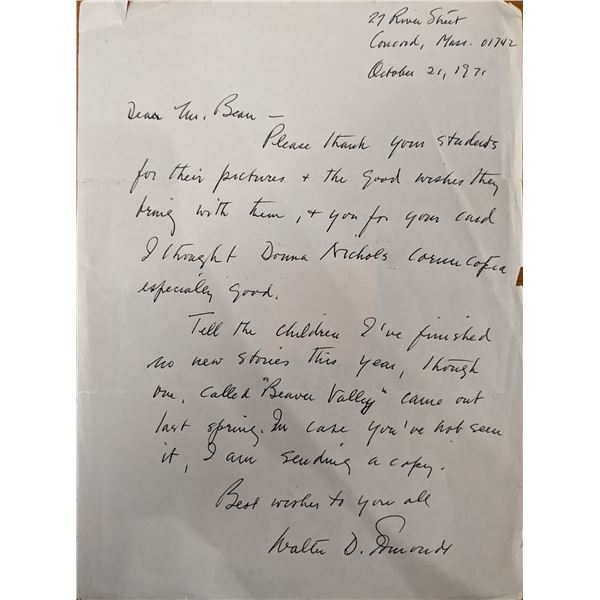 27 River Street
Concord, Mass. 01742
October 21, 1971
Dear Mr. Bean —
Please thank your students
for their pictures + the good wishes they
bring with them, + you for your card
I thought Donna Nichols Cornucopia
especially good.
Tell the children I've finished
no new stories this year, though
one, called "Beaver Valley" came out
last spring. In case you've not seen
it, I am sending a copy.
Best wishes to you all
Walter D. Edmonds